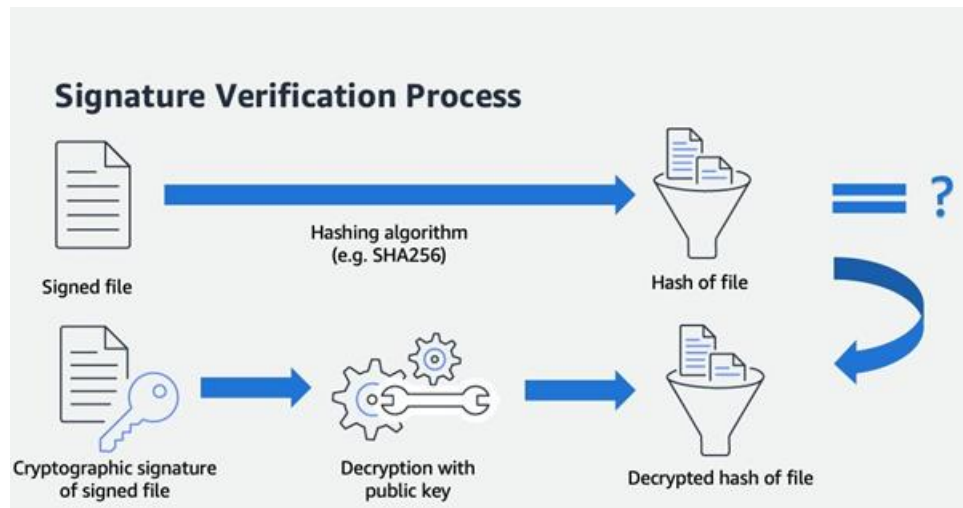 Signature Verification Process
= ?
Hashing algorithm
(e.g. SHA256)
Signed file
Hash of file
Cryptographic signature
of signed file
Decryption with
public key
Decrypted hash of file